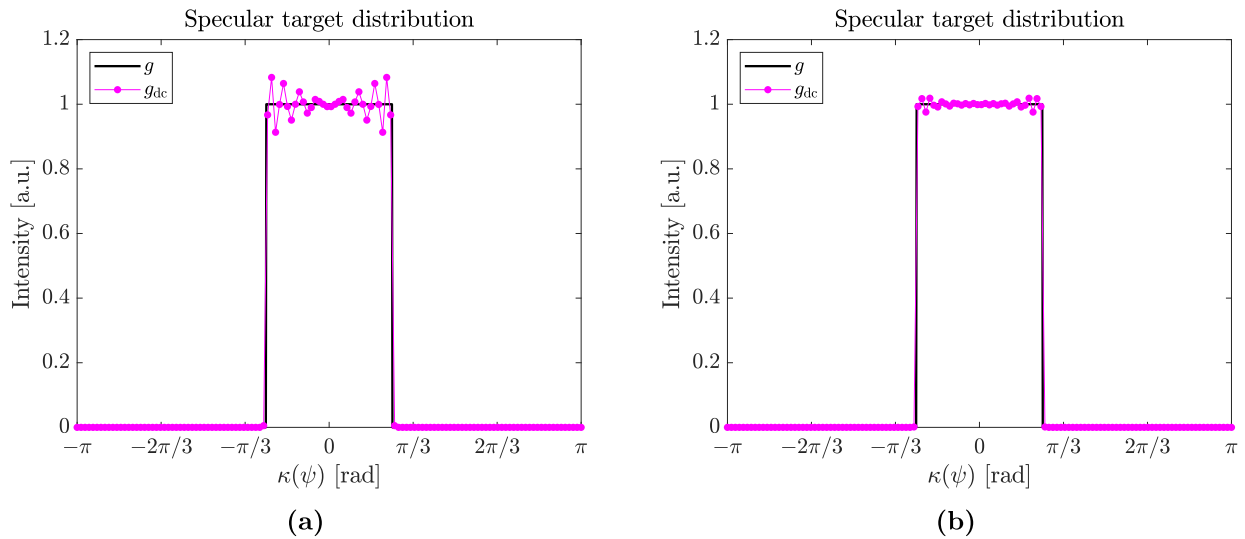 Specular target distribution
1.2
1
0.8
0.6
0.4
0.2
0
Intensity [a.u.]
g
g_dc
−π −2π/3 −π/3 0 π/3 2π/3 π
κ(ψ) [rad]
(a)
Specular target distribution
1.2
1
0.8
0.6
0.4
0.2
0
Intensity [a.u.]
g
g_dc
−π −2π/3 −π/3 0 π/3 2π/3 π
κ(ψ) [rad]
(b)